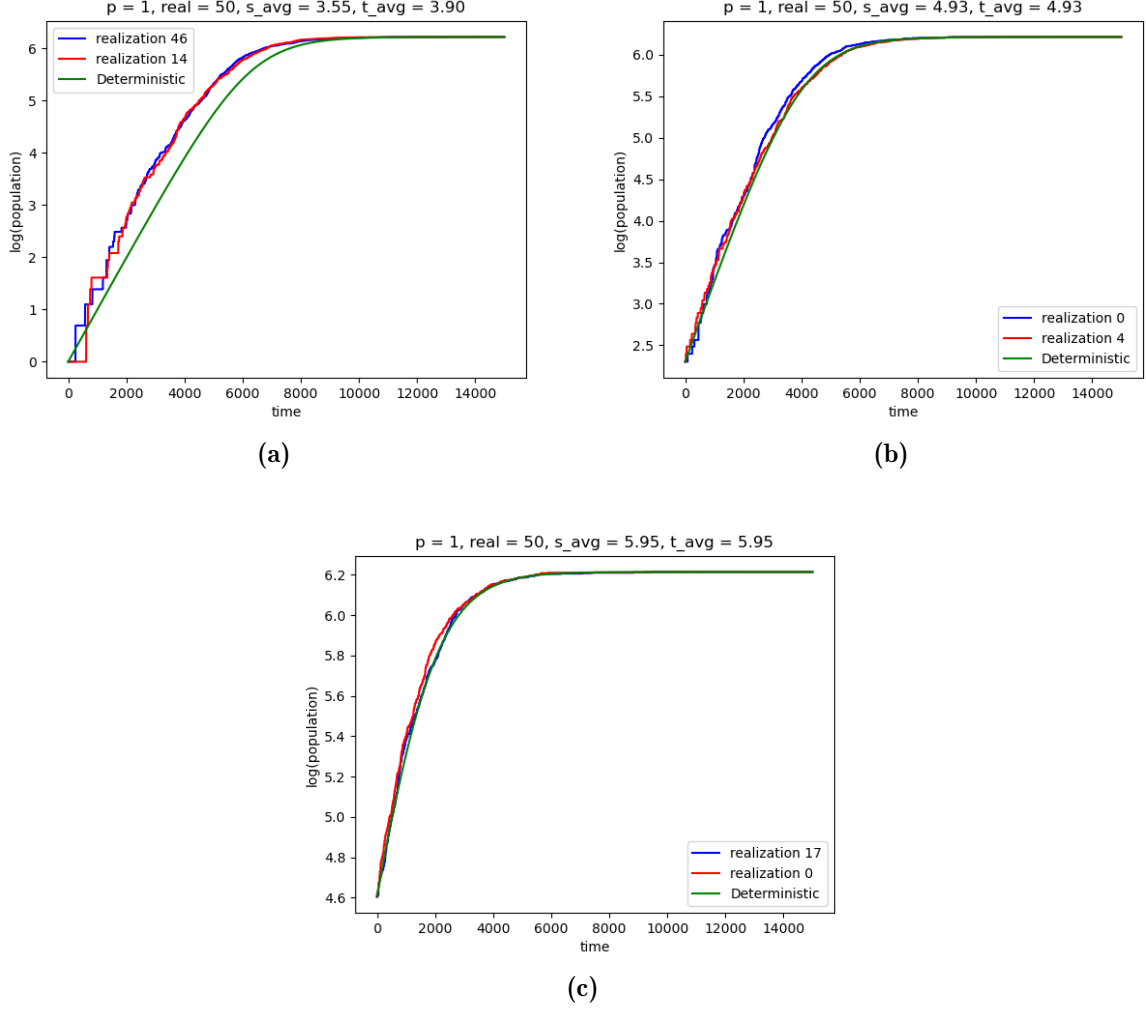 p = 1, real = 50, s_avg = 3.55, t_avg = 3.90
realization 46
realization 14
Deterministic
log(population)
6
5
4
3
2
1
0
0 2000 4000 6000 8000 10000 12000 14000
time
(a)
p = 1, real = 50, s_avg = 4.93, t_avg = 4.93
log(population)
6.0
5.5
5.0
4.5
4.0
3.5
3.0
2.5
realization 0
realization 4
Deterministic
0 2000 4000 6000 8000 10000 12000 14000
time
(b)
p = 1, real = 50, s_avg = 5.95, t_avg = 5.95
log(population)
6.2
6.0
5.8
5.6
5.4
5.2
5.0
4.8
4.6
realization 17
realization 0
Deterministic
0 2000 4000 6000 8000 10000 12000 14000
time
(c)